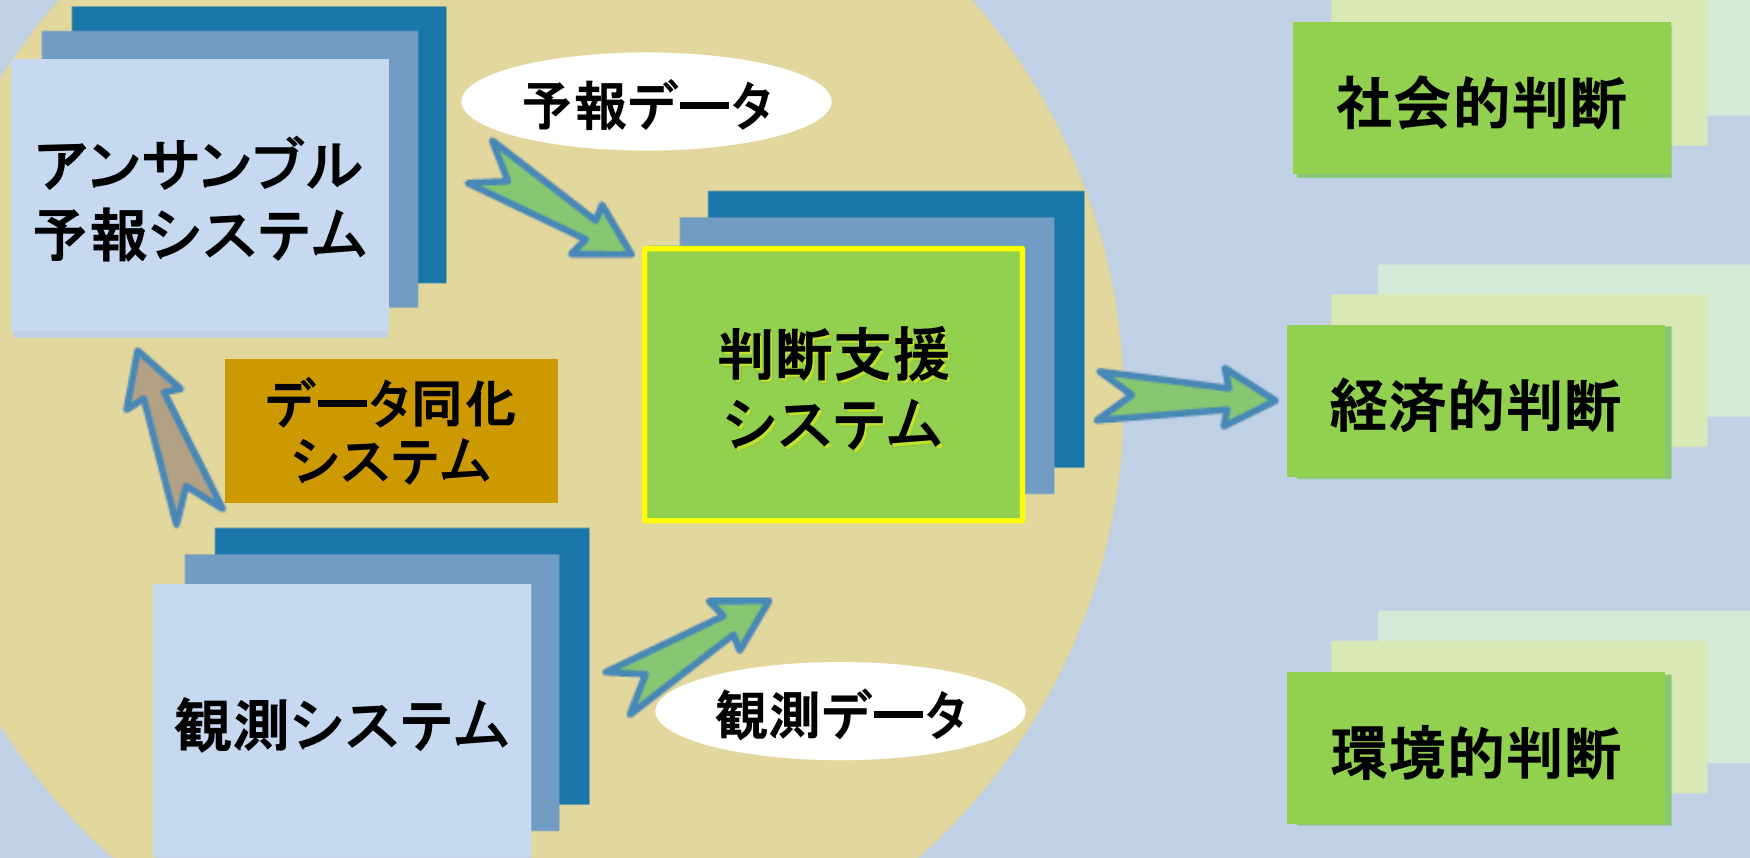 アンサンブル
予報システム
予報データ
データ同化
システム
観測システム
観測データ
判断支援
システム
社会的判断
経済的判断
環境的判断